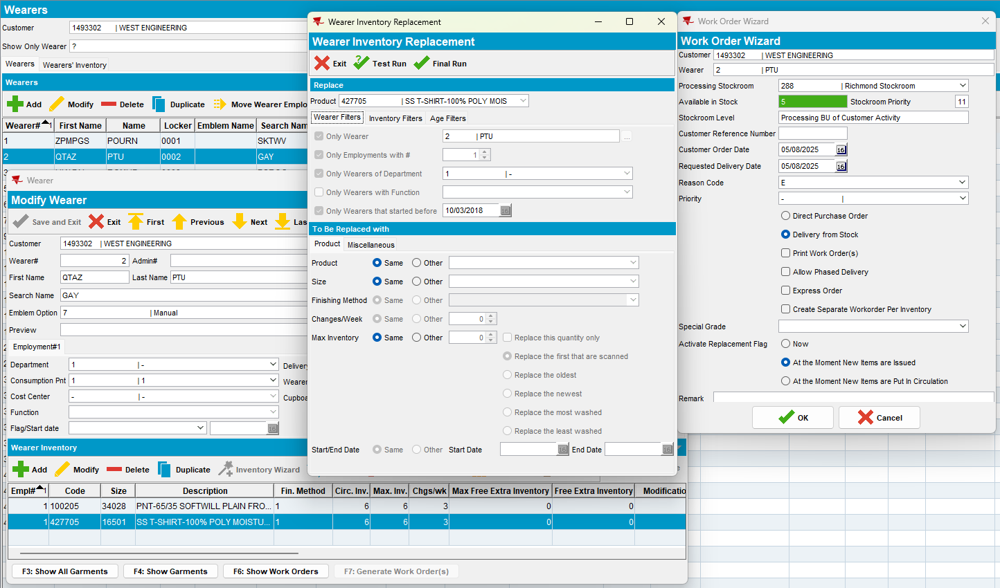 Wearers
Customer 1493302 | WEST ENGINEERING
Show Only Wearer ?
Wearers Wearers' Inventory
Wearers
Add Modify Delete Duplicate Move Wearer Emplo
Wearer# 1 First Name Name Locker Emblem Name Search Nam
1 ZPMPGS POURN 0001 SKTWV
2 QTAZ PTU 0002 GAY
Wearer
Modify Wearer
Save and Exit Exit First Previous Next Las
Customer 1493302 | WEST ENGINEERING
Wearer# 2 Admin#
First Name QTAZ Last Name PTU
Search Name GAY
Emblem Option 7 | Manual
Preview
Employment#1
Department 1 | - Delivery
Consumption Pnt 1 | 1 Wearer
Cost Center - | - Cupboa
Function
Flag/Start date 16
Wearer Inventory
Add Modify Delete Duplicate Inventory Wizard
Empl# 1 Code Size Description Fin. Method Circ. Inv. Max. Inv. Chgs/wk Max Free Extra Inventory Free Extra Inventory Modificatio
1 100205 34028 PNT-65/35 SOFTWILL PLAIN FRO... 1 6 6 3 0 0
1 427705 16501 SS T-SHIRT-100% POLY MOISTU... 1 6 6 3 0 0
F3: Show All Garments F4: Show Garments F6: Show Work Orders F7: Generate Work Order(s)
Wearer Inventory Replacement
Wearer Inventory Replacement
Exit Test Run Final Run
Replace
Product 427705 | SS T-SHIRT-100% POLY MOIS
Wearer Filters Inventory Filters Age Filters
Only Wearer 2 | PTU ...
Only Employments with # 1
Only Wearers of Department 1 | -
Only Wearers with Function
Only Wearers that started before 10/03/2018 16
To Be Replaced with
Product Miscellaneous
Product Same Other
Size Same Other
Finishing Method Same Other
Changes/Week Same Other 0
Max Inventory Same Other 0 Replace this quantity only
Replace the first that are scanned
Replace the oldest
Replace the newest
Replace the most washed
Replace the least washed
Start/End Date Same Other Start Date 16 End Date 16
Work Order Wizard
Work Order Wizard
Customer 1493302 | WEST ENGINEERING
Wearer 2 | PTU
Processing Stockroom 288 | Richmond Stockroom
Available in Stock 5 Stockroom Priority 11
Stockroom Level Processing BU of Customer Activity
Customer Reference Number
Customer Order Date 05/08/2025 16
Requested Delivery Date 05/08/2025 16
Reason Code E
Priority - |
Direct Purchase Order
Delivery from Stock
Print Work Order(s)
Allow Phased Delivery
Express Order
Create Separate Workorder Per Inventory
Special Grade
Activate Replacement Flag Now
At the Moment New Items are Issued
At the Moment New Items are Put In Circulation
Remark
OK Cancel